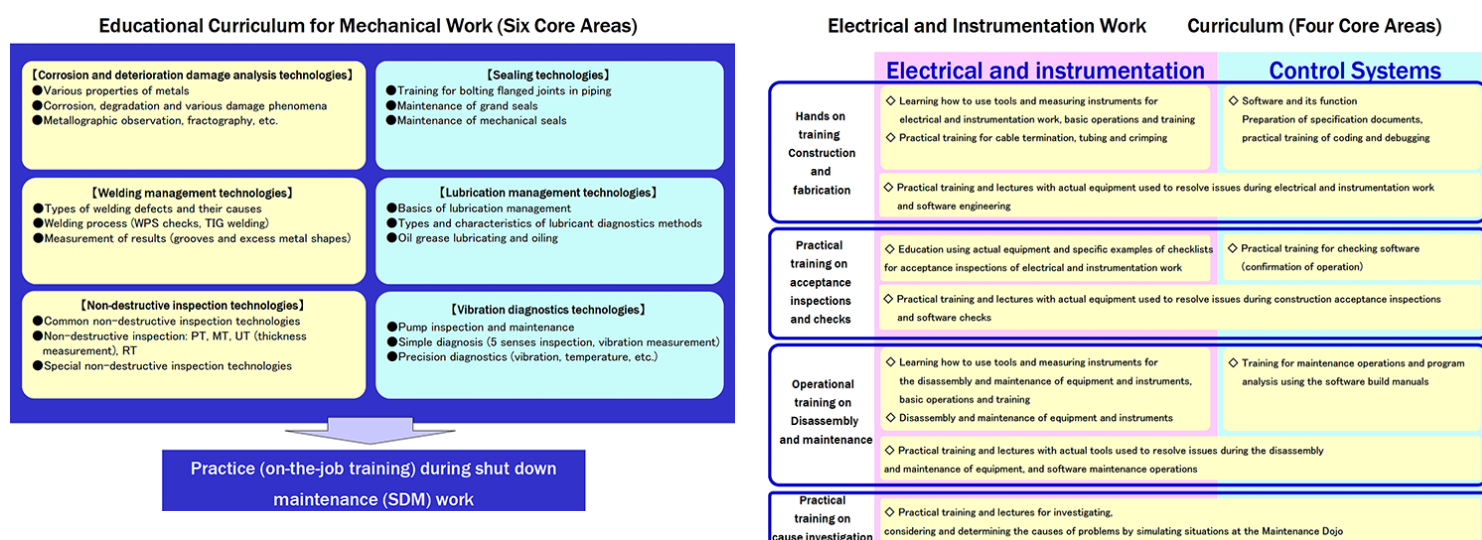 Educational Curriculum for Mechanical Work (Six Core Areas)
【Corrosion and deterioration damage analysis technologies】
●Various properties of metals
●Corrosion, degradation and various damage phenomena
●Metallographic observation, fractography, etc.
【Sealing technologies】
●Training for bolting flanged joints in piping
●Maintenance of grand seals
●Maintenance of mechanical seals
【Welding management technologies】
●Types of welding defects and their causes
●Welding process (WPS checks, TIG welding)
●Measurement of results (grooves and excess metal shapes)
【Lubrication management technologies】
●Basics of lubrication management
●Types and characteristics of lubricant diagnostics methods
●Oil grease lubricating and oiling
【Non-destructive inspection technologies】
●Common non-destructive inspection technologies
●Non-destructive inspection: PT, MT, UT (thickness
measurement), RT
●Special non-destructive inspection technologies
【Vibration diagnostics technologies】
●Pump inspection and maintenance
●Simple diagnosis (5 senses inspection, vibration measurement)
●Precision diagnostics (vibration, temperature, etc.)
Practice (on-the-job training) during shut down
maintenance (SDM) work
Electrical and Instrumentation Work Curriculum (Four Core Areas)
Electrical and instrumentation
Control Systems
Hands on
training
Construction
and
fabrication
◇ Learning how to use tools and measuring instruments for
electrical and instrumentation work, basic operations and training
◇ Practical training for cable termination, tubing and crimping
◇ Software and its function
Preparation of specification documents,
practical training of coding and debugging
◇ Practical training and lectures with actual equipment used to resolve issues during electrical and instrumentation work
and software engineering
Practical
training on
acceptance
inspections
and checks
◇ Education using actual equipment and specific examples of checklists
for acceptance inspections of electrical and instrumentation work
◇ Practical training for checking software
(confirmation of operation)
◇ Practical training and lectures with actual equipment used to resolve issues during construction acceptance inspections
and software checks
Operational
training on
Disassembly
and maintenance
◇ Learning how to use tools and measuring instruments for
the disassembly and maintenance of equipment and instruments,
basic operations and training
◇ Disassembly and maintenance of equipment and instruments
◇ Training for maintenance operations and program
analysis using the software build manuals
◇ Practical training and lectures with actual tools used to resolve issues during the disassembly
and maintenance of equipment, and software maintenance operations
Practical
training on
cause investigation
◇ Practical training and lectures for investigating,
considering and determining the causes of problems by simulating situations at the Maintenance Dojo